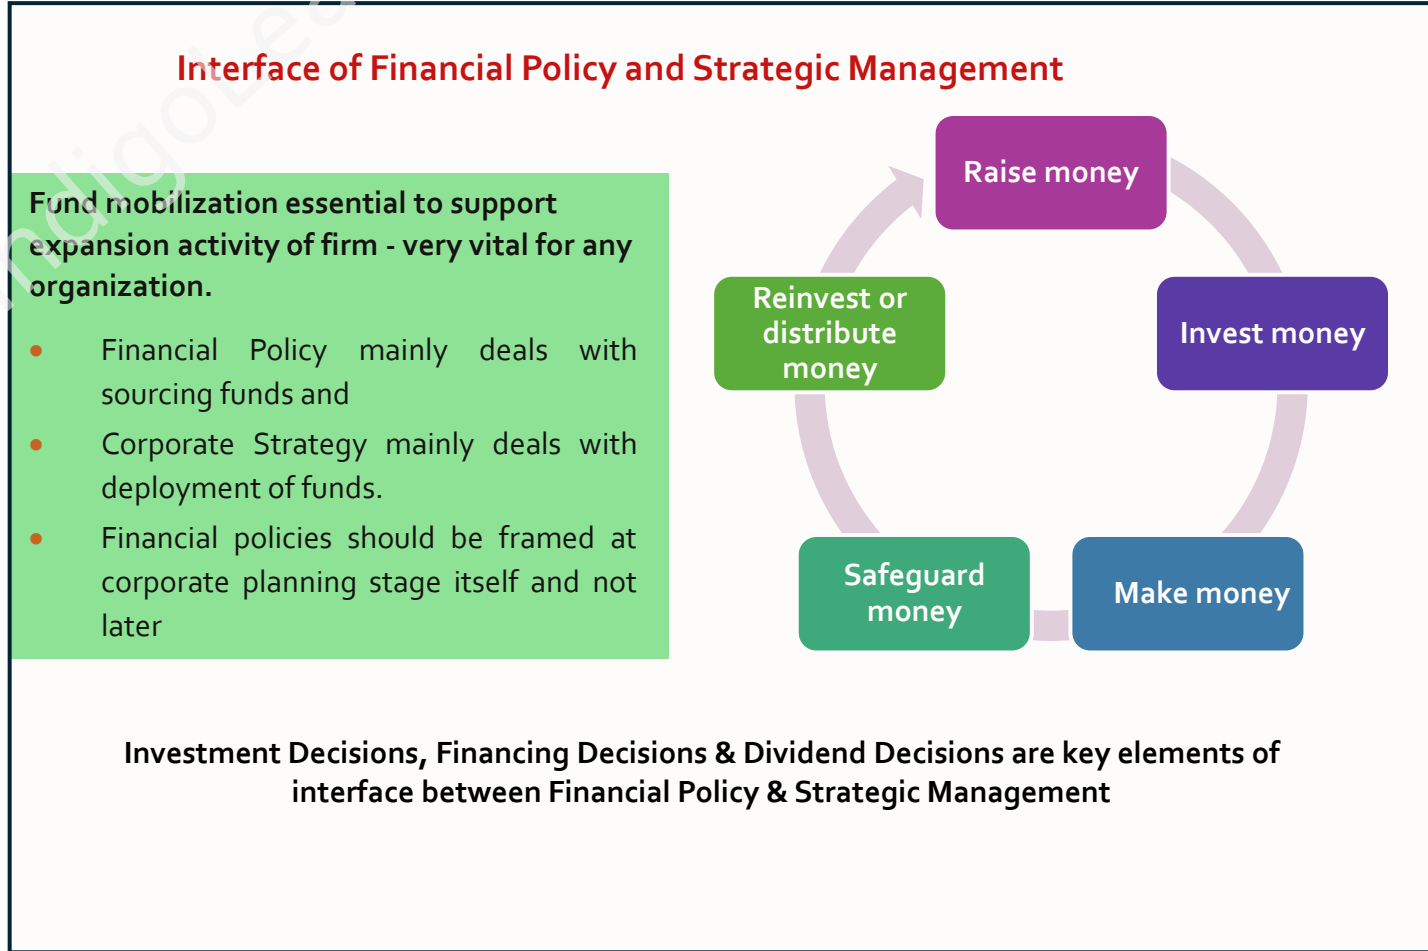 Interface of Financial Policy and Strategic Management
Fund mobilization essential to support
expansion activity of firm - very vital for any
organization.
• Financial Policy mainly deals with
sourcing funds and
• Corporate Strategy mainly deals with
deployment of funds.
• Financial policies should be framed at
corporate planning stage itself and not
later
Raise money
Invest money
Make money
Safeguard
money
Reinvest or
distribute
money
Investment Decisions, Financing Decisions & Dividend Decisions are key elements of
interface between Financial Policy & Strategic Management